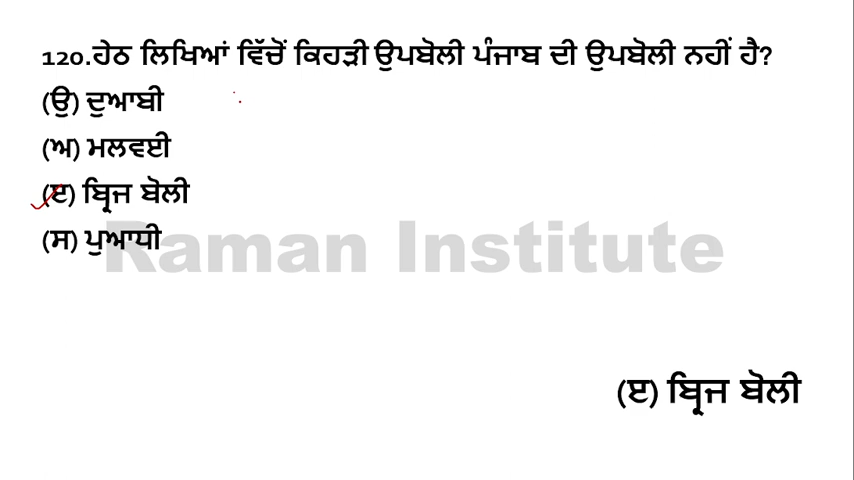 120.ਹੇਠ ਲਿਖਿਆਂ ਵਿੱਚੋਂ ਕਿਹੜੀ ਉਪਬੋਲੀ ਪੰਜਾਬ ਦੀ ਉਪਬੋਲੀ ਨਹੀਂ ਹੈ?
(ਉ) ਦੁਆਬੀ
(ਅ) ਮਲਵਈ
(ੲ) ਬ੍ਰਿਜ ਬੋਲੀ
(ਸ) ਪੁਆਧੀ
Raman Institute
(ੲ) ਬ੍ਰਿਜ ਬੋਲੀ